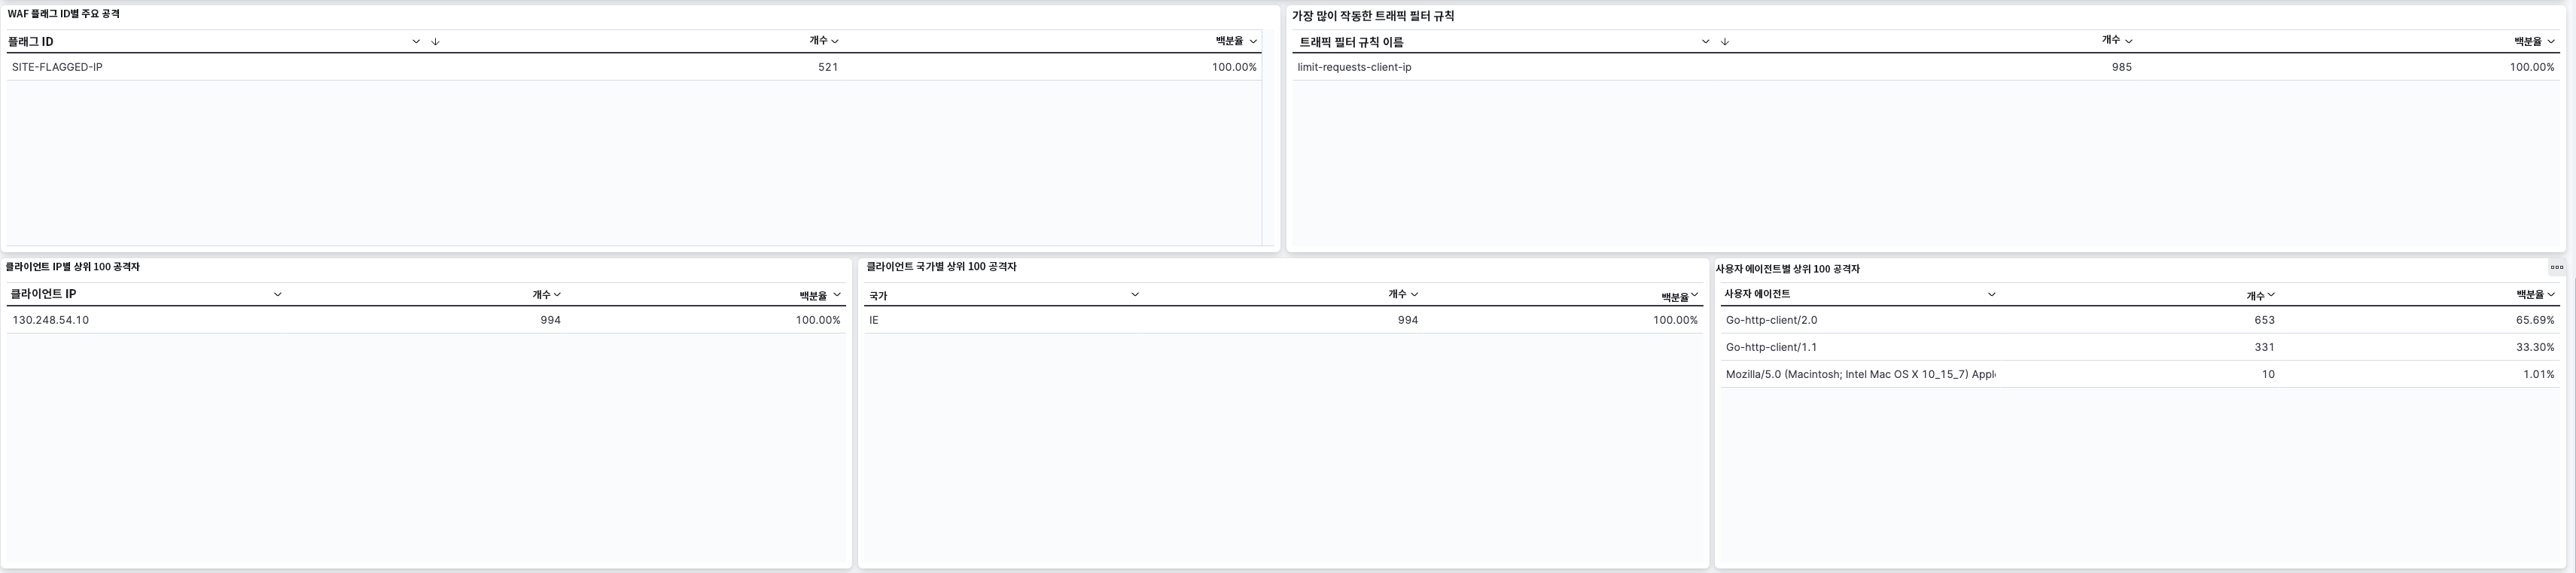 WAF 플래그 ID별 주요 공격
플래그 ID 개수 백분율
SITE-FLAGGED-IP 521 100.00%
가장 많이 작동한 트래픽 필터 규칙
트래픽 필터 규칙 이름 개수 백분율
limit-requests-client-ip 985 100.00%
클라이언트 IP별 상위 100 공격자
클라이언트 IP 개수 백분율
130.248.54.10 994 100.00%
클라이언트 국가별 상위 100 공격자
국가 개수 백분율
IE 994 100.00%
사용자 에이전트별 상위 100 공격자
사용자 에이전트 개수 백분율
Go-http-client/2.0 653 65.69%
Go-http-client/1.1 331 33.30%
Mozilla/5.0 (Macintosh; Intel Mac OS X 10_15_7) Appl 10 1.01%